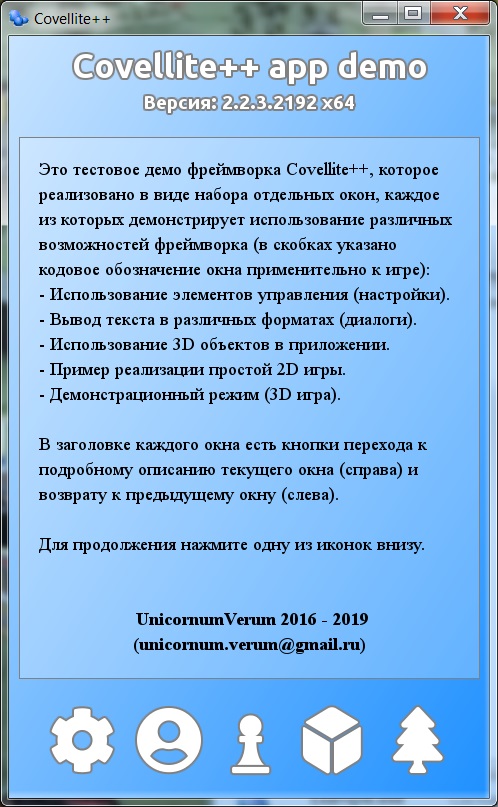 Covellite++
Covellite++ app demo
Версия: 2.2.3.2192 x64
Это тестовое демо фреймворка Covellite++, которое
реализовано в виде набора отдельных окон, каждое
из которых демонстрирует использование различных
возможностей фреймворка (в скобках указано
кодовое обозначение окна применительно к игре):
- Использование элементов управления (настройки).
- Вывод текста в различных форматах (диалоги).
- Использование 3D объектов в приложении.
- Пример реализации простой 2D игры.
- Демонстрационный режим (3D игра).
В заголовке каждого окна есть кнопки перехода к
подробному описанию текущего окна (справа) и
возврату к предыдущему окну (слева).
Для продолжения нажмите одну из иконок внизу.
UnicornumVerum 2016 - 2019
(unicornum.verum@gmail.ru)